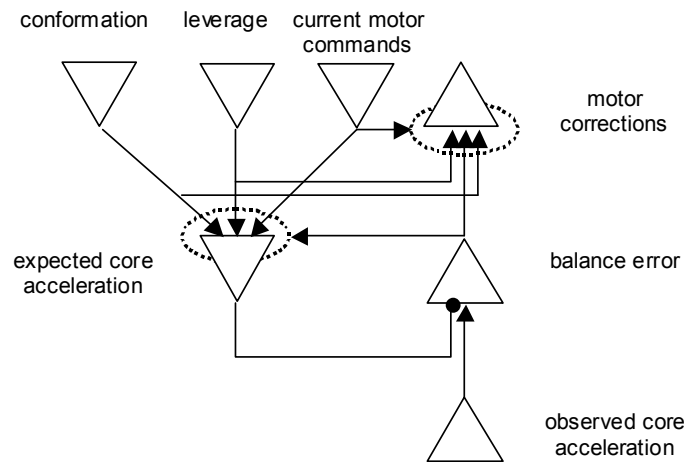 conformation
leverage
current motor
commands
motor
corrections
expected core
acceleration
balance error
observed core
acceleration